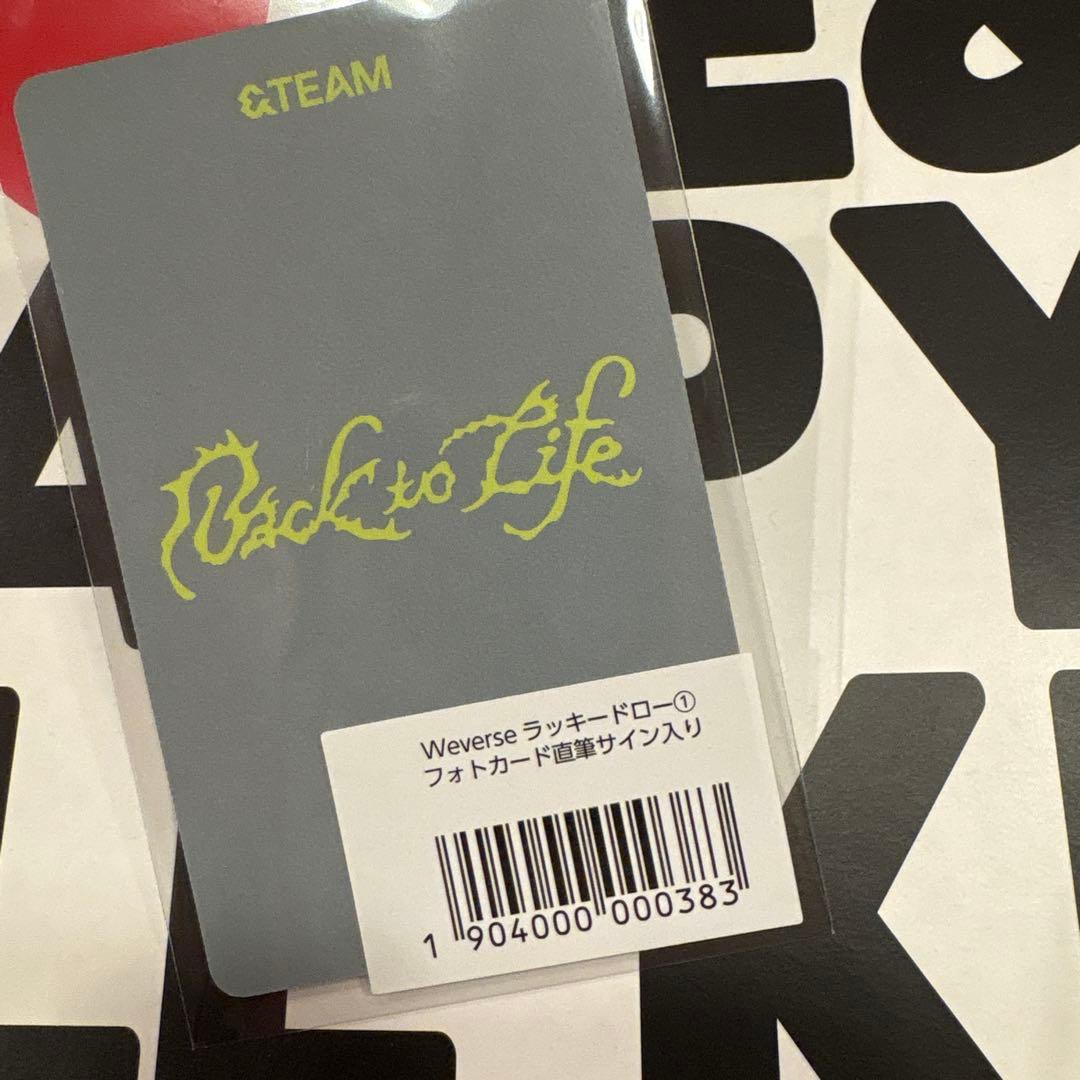 &TEAM
Back to Life
Weverse ラッキードロー①
フォトカード直筆サイン入り
1 904000 000383